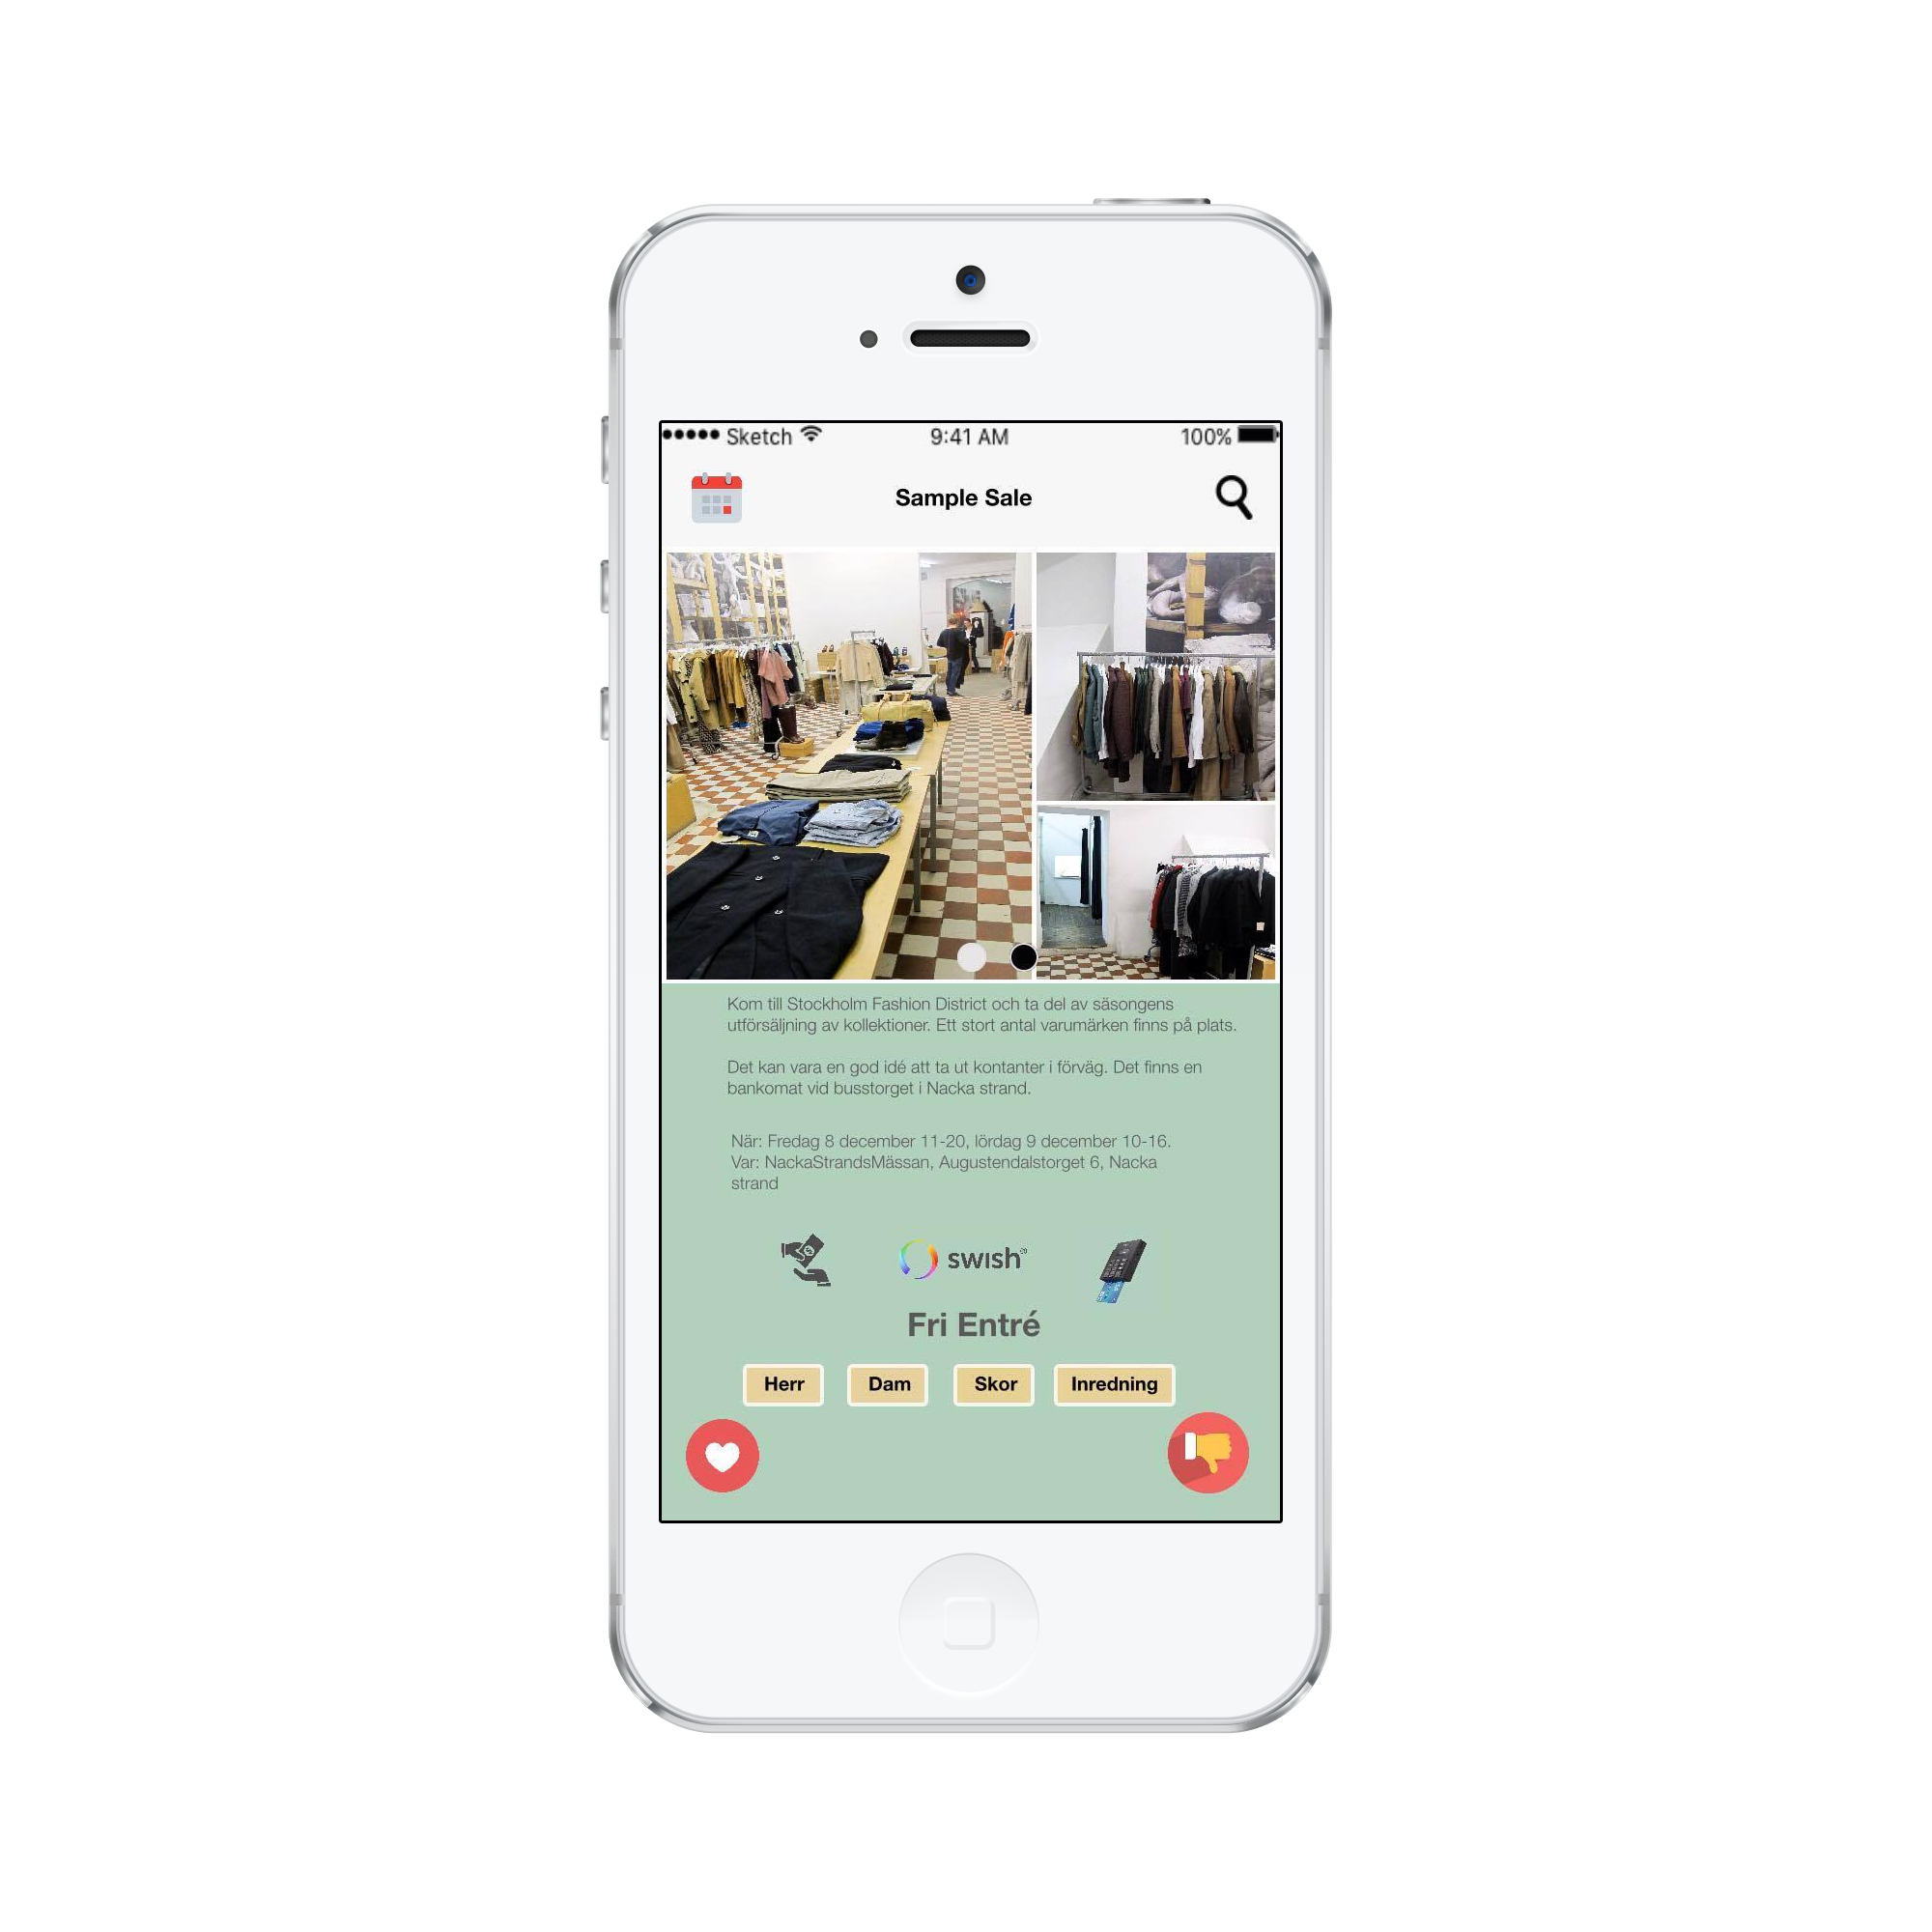 Sketch 9:41 AM 100%
Sample Sale
Kom till Stockholm Fashion District och ta del av säsongens
utförsäljning av kollektioner. Ett stort antal varumärken finns på plats.
Det kan vara en god idé att ta ut kontanter i förväg. Det finns en
bankomat vid busstorget i Nacka strand.
När: Fredag 8 december 11-20, lördag 9 december 10-16.
Var: NackaStrandsMässan, Augustendalstorget 6, Nacka
strand
swish
Fri Entré
Herr Dam Skor Inredning